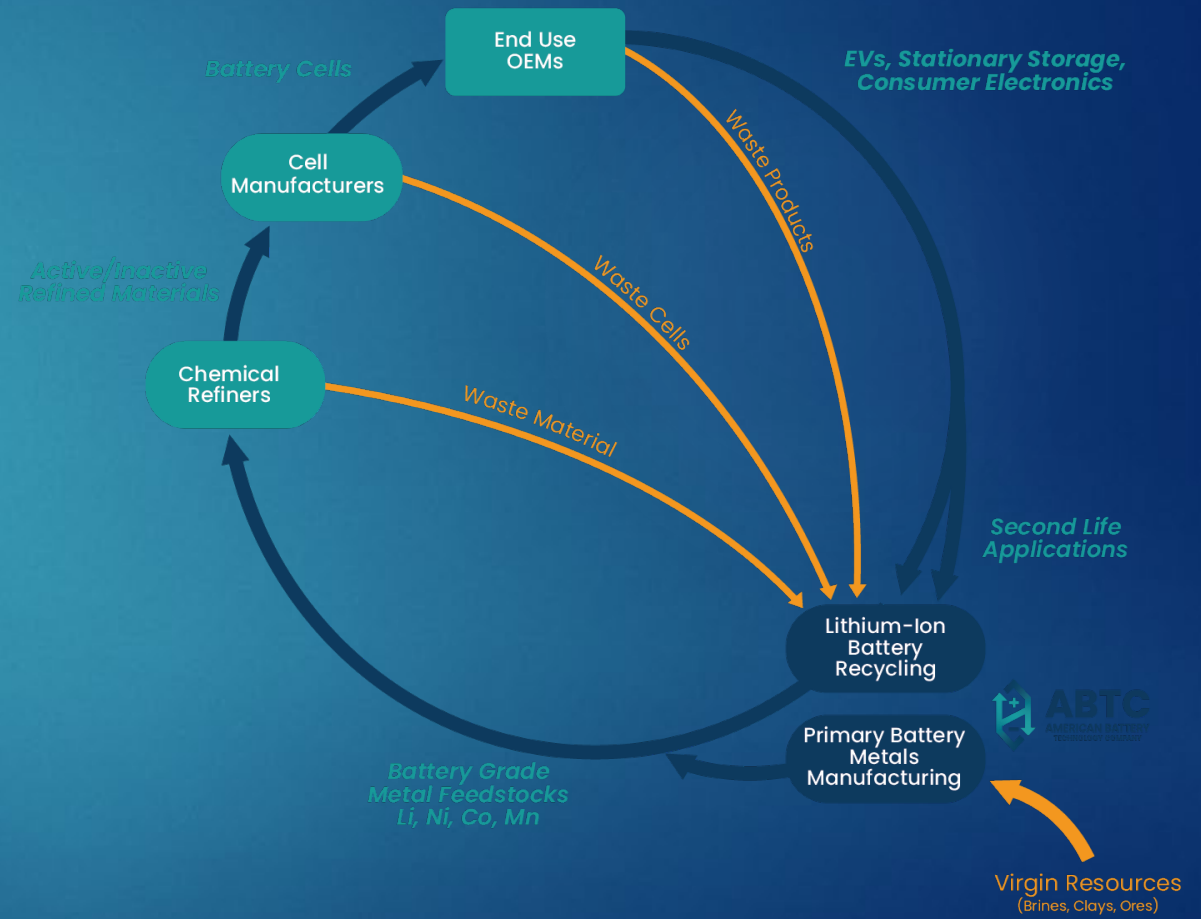 End Use
OEMs
Battery Cells
EVs, Stationary Storage,
Consumer Electronics
Cell
Manufacturers
Waste Products
Active/Inactive
Refined Materials
Waste Cells
Chemical
Refiners
Waste Material
Second Life
Applications
Lithium-Ion
Battery
Recycling
ABTC
AMERICAN BATTERY
Primary Battery
Metals
Manufacturing
Battery Grade
Metal Feedstocks
Li, Ni, Co, Mn
Virgin Resources
(Brines, Clays, Ores)